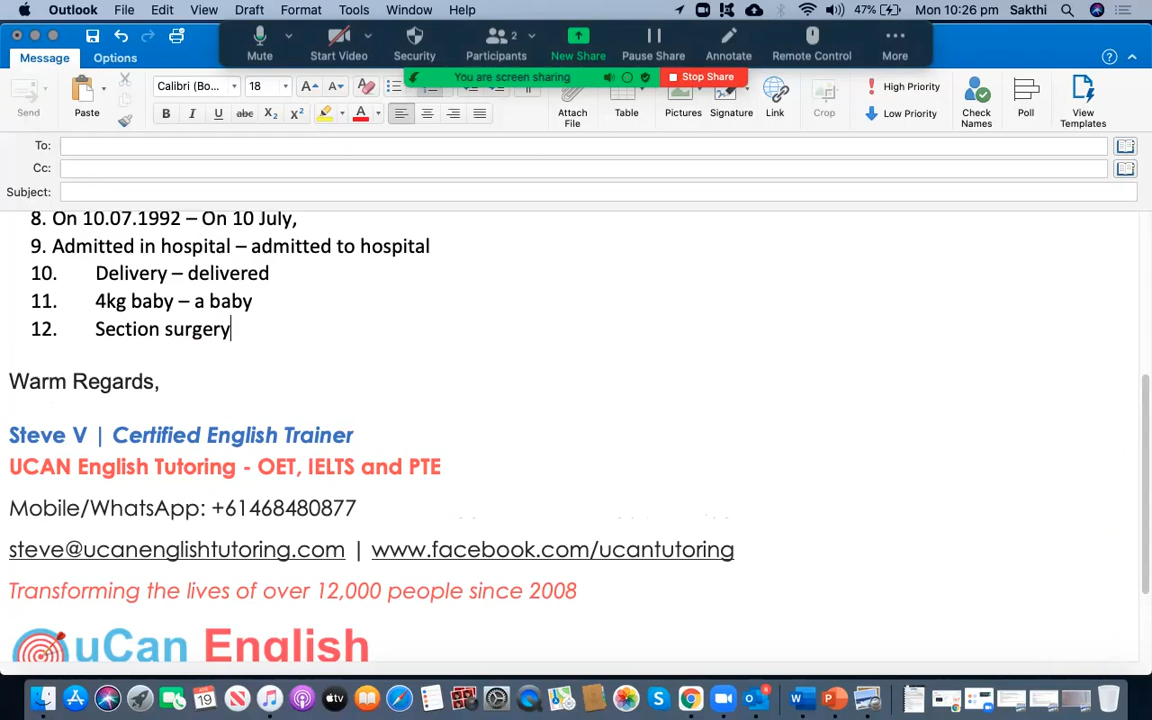 Outlook File Edit View Draft Format Tools Window Help 47% Mon 10:26 pm Sakthi
Mute Start Video Security Participants 2 New Share Pause Share Annotate Remote Control More
You are screen sharing Stop Share
Message Options
Send Paste Calibri (Bo... 18 A A Attach File Table Pictures Signature Link Crop High Priority Low Priority Check Names Poll View Templates
B I U abc X2 X2 A
To:
Cc:
Subject:
8. On 10.07.1992 – On 10 July,
9. Admitted in hospital – admitted to hospital
10. Delivery – delivered
11. 4kg baby – a baby
12. Section surgery
Warm Regards,
Steve V | Certified English Trainer
UCAN English Tutoring - OET, IELTS and PTE
Mobile/WhatsApp: +61468480877
steve@ucanenglishtutoring.com | www.facebook.com/ucantutoring
Transforming the lives of over 12,000 people since 2008
uCan English